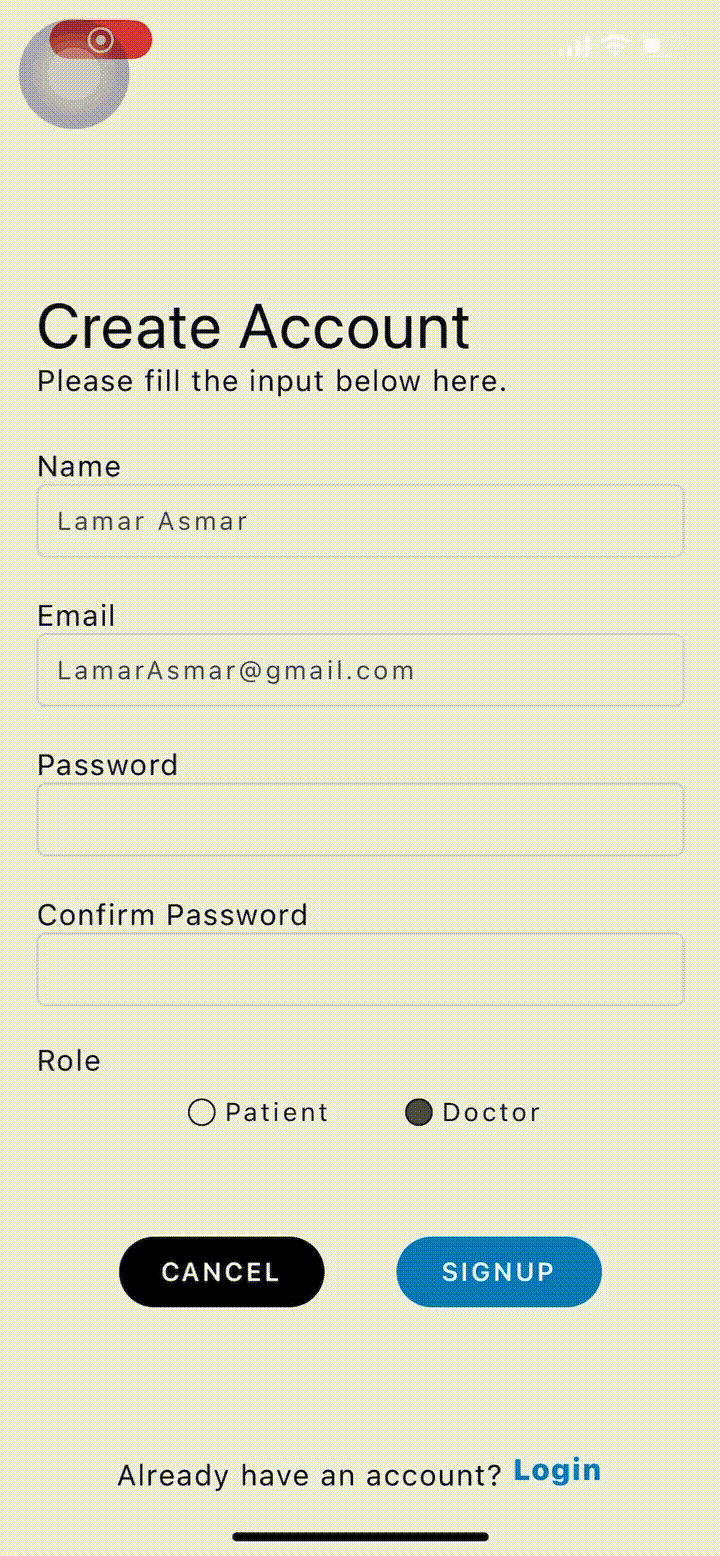 Create Account
Please fill the input below here.
Name
Lamar Asmar
Email
LamarAsmar@gmail.com
Password
Confirm Password
Role
Patient Doctor
CANCEL SIGNUP
Already have an account? Login